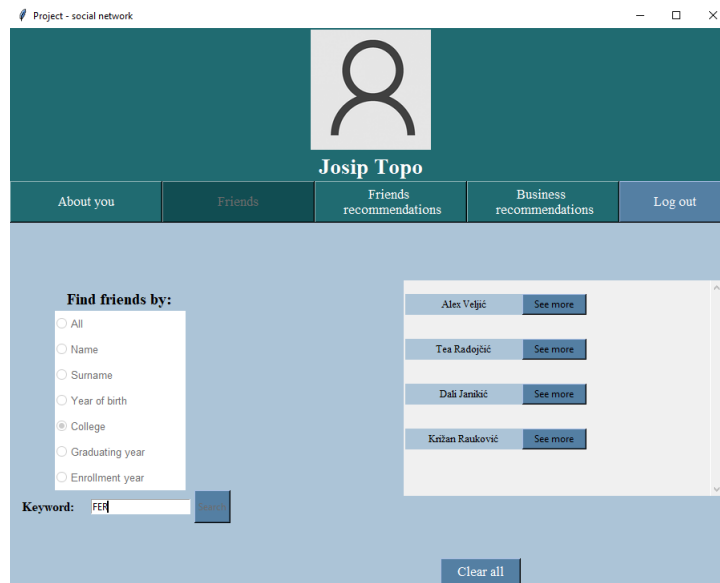 Project - social network
Josip Topo
About you
Friends
Friends
recommendations
Business
recommendations
Log out
Find friends by:
All
Name
Surname
Year of birth
College
Graduating year
Enrollment year
Keyword:
FER
Search
Alex Veljić
See more
Tea Radojčić
See more
Dali Janikić
See more
Križan Rauković
See more
Clear all